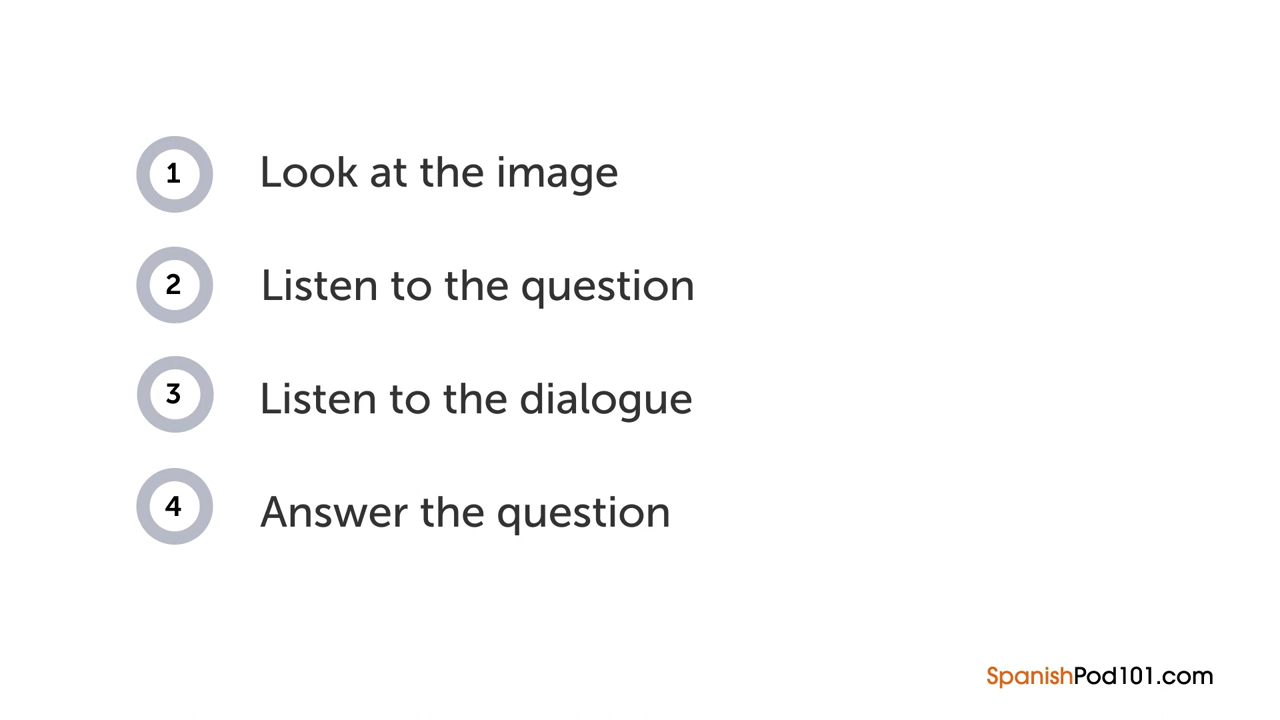 1 Look at the image
2 Listen to the question
3 Listen to the dialogue
4 Answer the question
SpanishPod101.com